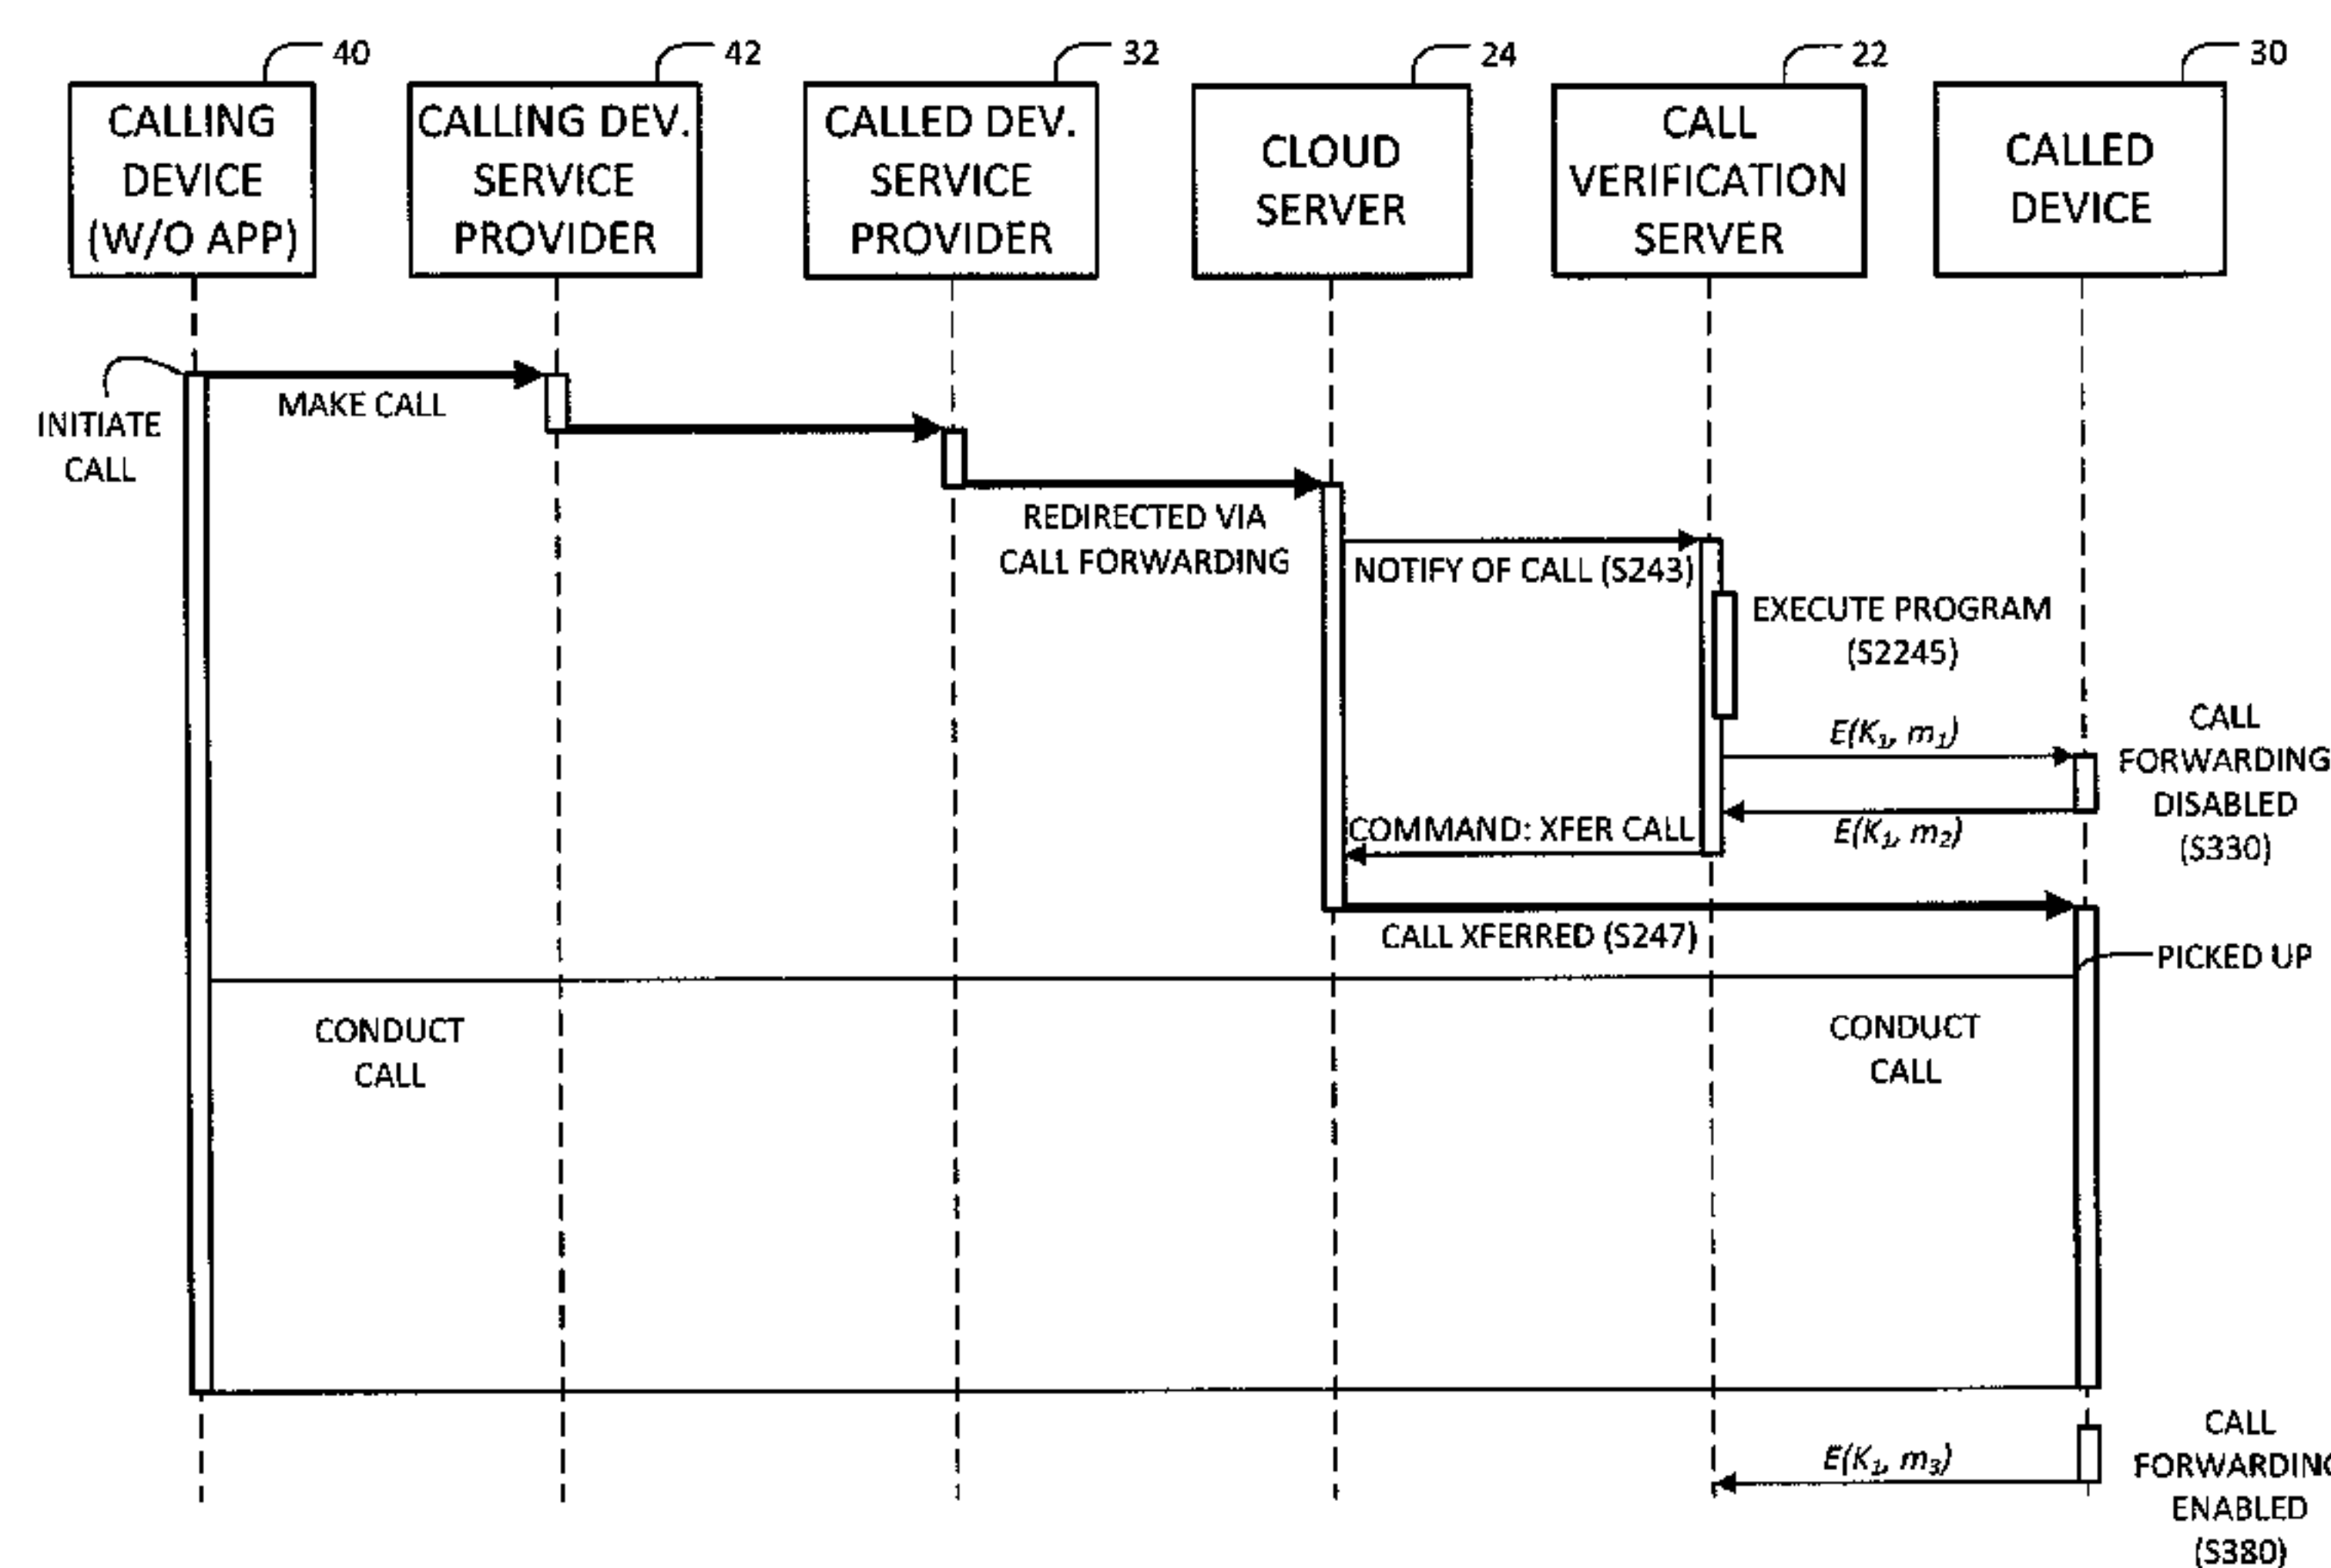 40
42
32
24
22
30
CALLING
DEVICE
(W/O APP)
CALLING DEV.
SERVICE
PROVIDER
CALLED DEV.
SERVICE
PROVIDER
CLOUD
SERVER
CALL
VERIFICATION
SERVER
CALLED
DEVICE
INITIATE
CALL
MAKE CALL
REDIRECTED VIA
CALL FORWARDING
NOTIFY OF CALL (S243)
EXECUTE PROGRAM
(S2245)
E(K₁, m₁)
CALL
FORWARDING
DISABLED
(S330)
E(K₁, m₂)
COMMAND: XFER CALL
CALL XFERRED (S247)
PICKED UP
CONDUCT
CALL
CONDUCT
CALL
E(K₁, m₃)
CALL
FORWARDING
ENABLED
(S380)